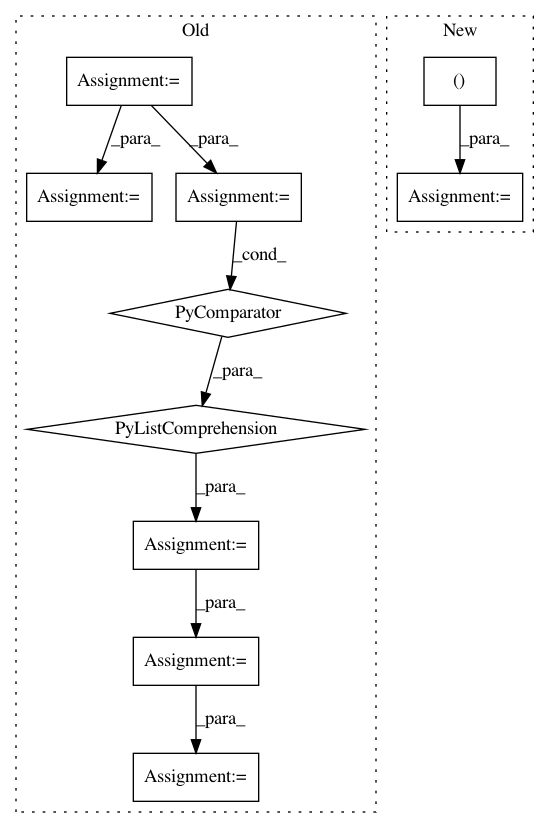 Old
New
Assignment:=
()
_para_
_para_
_para_
Assignment:=
Assignment:=
Assignment:=
_cond_
PyComparator
_para_
PyListComprehension
_para_
Assignment:=
_para_
Assignment:=
_para_
Assignment:=